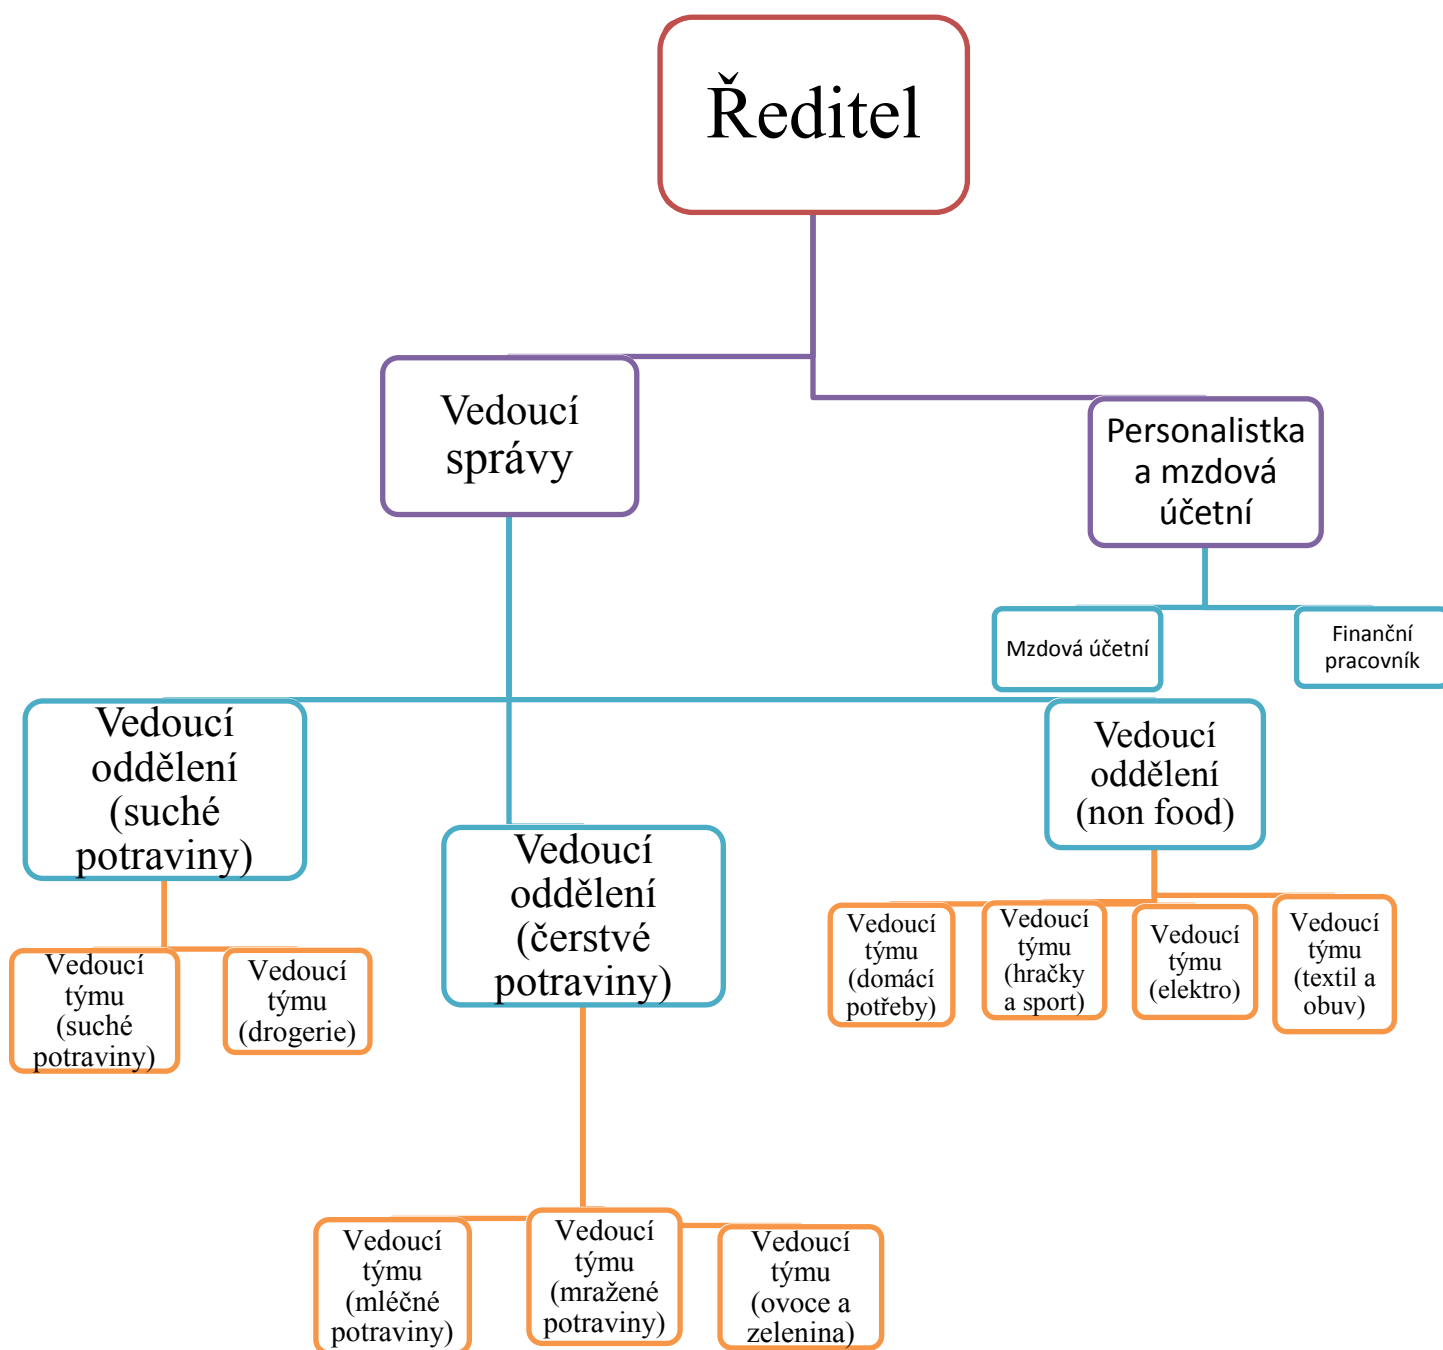 Ředitel
Vedoucí
správy
Personalistka
a mzdová
účetní
Mzdová účetní
Finanční
pracovník
Vedoucí
oddělení
(suché
potraviny)
Vedoucí
oddělení
(čerstvé
potraviny)
Vedoucí
oddělení
(non food)
Vedoucí
týmu
(suché
potraviny)
Vedoucí
týmu
(drogerie)
Vedoucí
týmu
(domácí
potřeby)
Vedoucí
týmu
(hračky
a sport)
Vedoucí
týmu
(elektro)
Vedoucí
týmu
(textil a
obuv)
Vedoucí
týmu
(mléčné
potraviny)
Vedoucí
týmu
(mražené
potraviny)
Vedoucí
týmu
(ovoce a
zelenina)